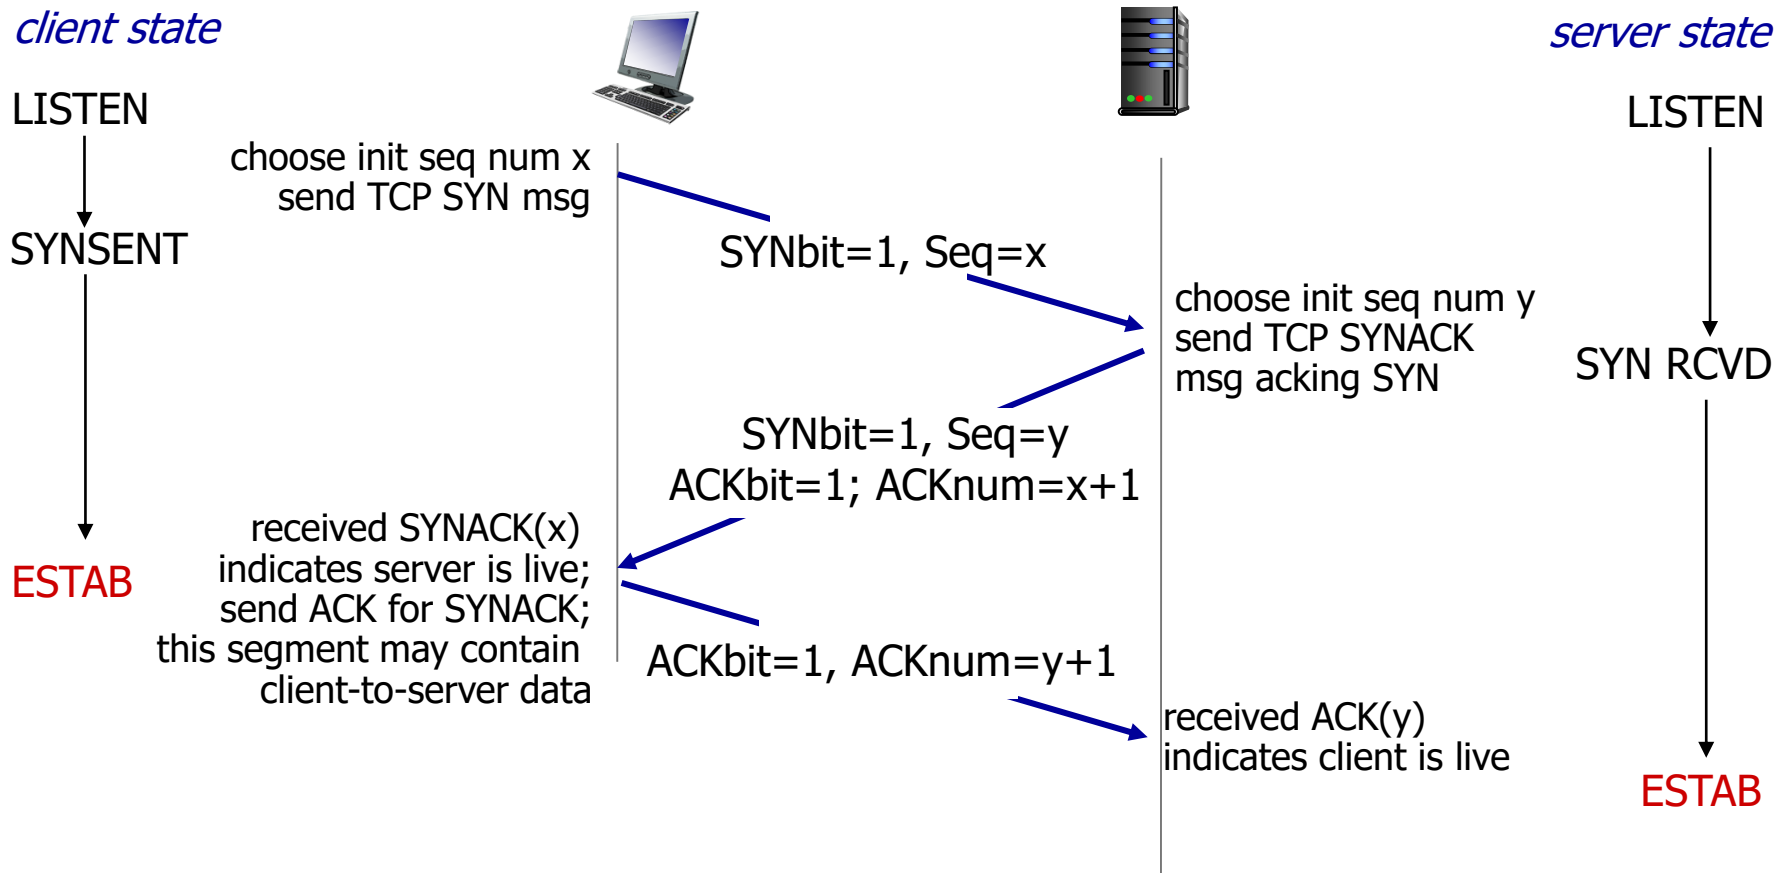 client state
server state
LISTEN
LISTEN
choose init seq num x
send TCP SYN msg
SYNSENT
SYNbit=1, Seq=x
choose init seq num y
send TCP SYNACK
msg acking SYN
SYN RCVD
SYNbit=1, Seq=y
ACKbit=1; ACKnum=x+1
received SYNACK(x)
indicates server is live;
send ACK for SYNACK;
this segment may contain
client-to-server data
ESTAB
ACKbit=1, ACKnum=y+1
received ACK(y)
indicates client is live
ESTAB